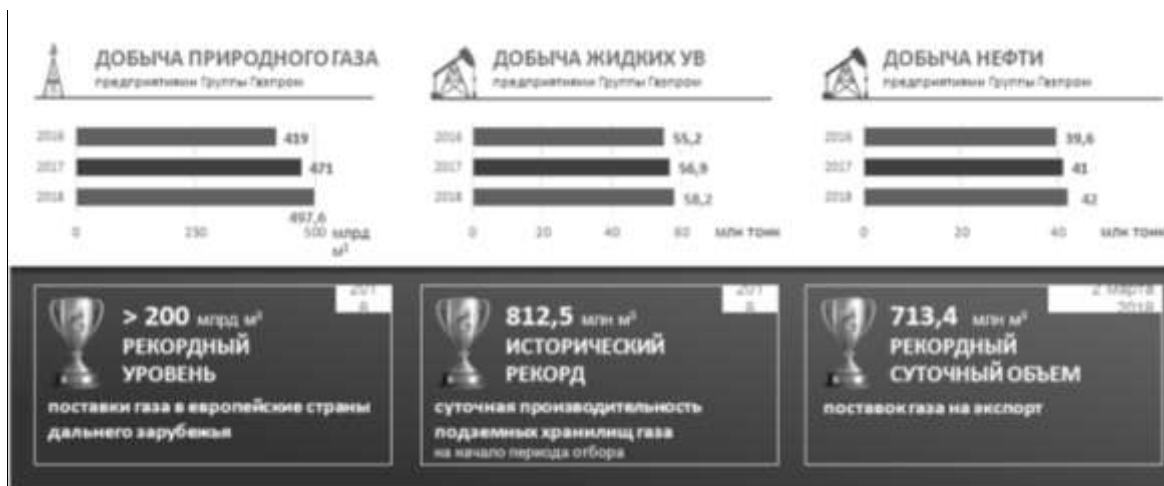 ДОБЫЧА ПРИРОДНОГО ГАЗА
предприятиями Группы Газпром
2016
419
2017
471
2018
497,6
0
250
500
млрд
м³
ДОБЫЧА ЖИДКИХ УВ
предприятиями Группы Газпром
2016
55,2
2017
56,9
2018
58,2
0
20
40
60
млн тонн
ДОБЫЧА НЕФТИ
предприятиями Группы Газпром
2016
39,6
2017
41
2018
42
0
20
40
млн тонн
201
8
> 200 млрд м³
РЕКОРДНЫЙ
УРОВЕНЬ
поставки газа в европейские страны
дальнего зарубежья
201
8
812,5 млн м³
ИСТОРИЧЕСКИЙ
РЕКОРД
суточная производительность
подземных хранилищ газа
на начало периода отбора
2 марта
2018
713,4 млн м³
РЕКОРДНЫЙ
СУТОЧНЫЙ ОБЪЕМ
поставок газа на экспорт